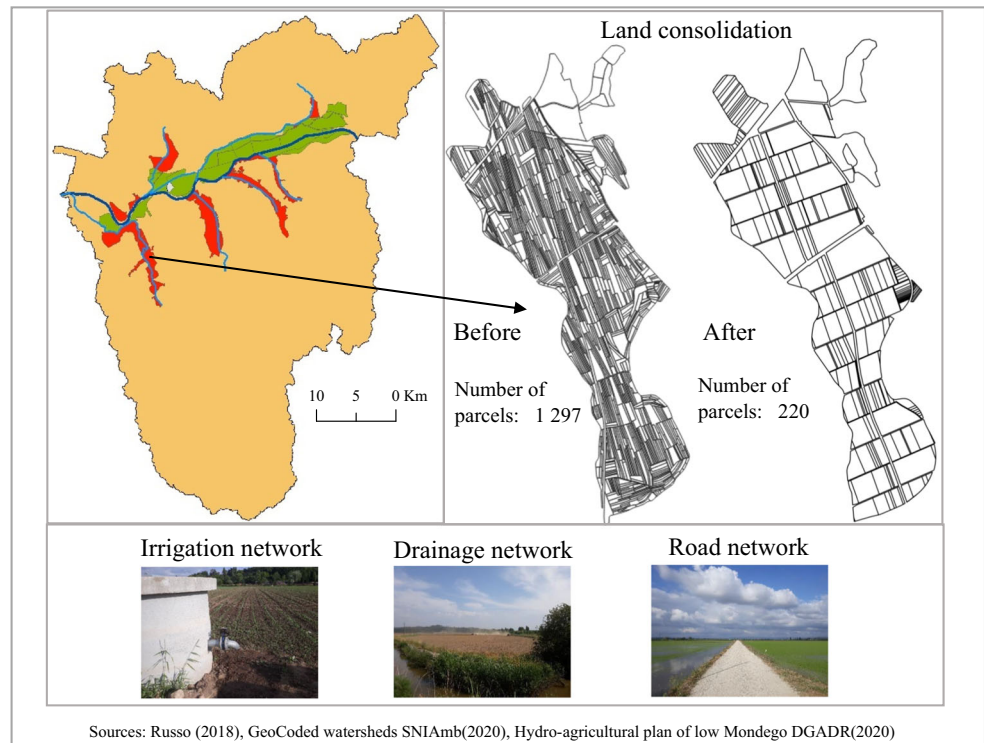 Land consolidation
Before
Number of
parcels: 1 297
After
Number of
parcels: 220
10 5 0 Km
Irrigation network
Drainage network
Road network
Sources: Russo (2018), GeoCoded watersheds SNIAmb(2020), Hydro-agricultural plan of low Mondego DGADR(2020)